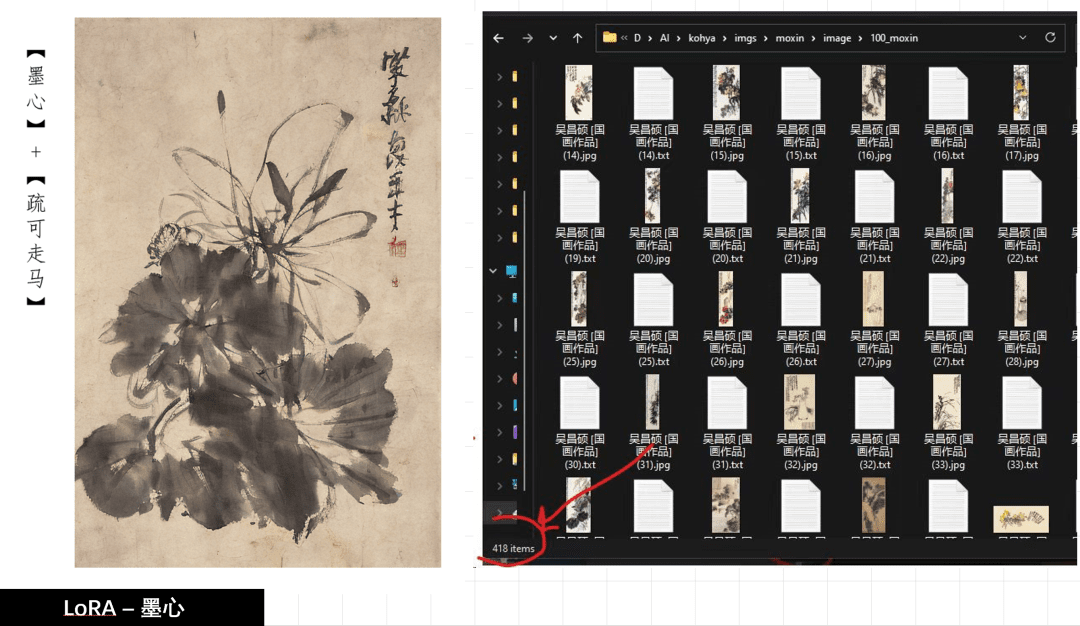 【墨心】+【疏可走马】
LoRA – 墨心
D > AI > kohya > imgs > moxin > image > 100_moxin
吴昌硕 [国画作品] (14).jpg
吴昌硕 [国画作品] (14).txt
吴昌硕 [国画作品] (15).jpg
吴昌硕 [国画作品] (15).txt
吴昌硕 [国画作品] (16).jpg
吴昌硕 [国画作品] (16).txt
吴昌硕 [国画作品] (17).jpg
吴昌硕 [国画作品] (19).txt
吴昌硕 [国画作品] (20).jpg
吴昌硕 [国画作品] (20).txt
吴昌硕 [国画作品] (21).jpg
吴昌硕 [国画作品] (21).txt
吴昌硕 [国画作品] (22).jpg
吴昌硕 [国画作品] (22).txt
吴昌硕 [国画作品] (25).jpg
吴昌硕 [国画作品] (25).txt
吴昌硕 [国画作品] (26).jpg
吴昌硕 [国画作品] (26).txt
吴昌硕 [国画作品] (27).jpg
吴昌硕 [国画作品] (27).txt
吴昌硕 [国画作品] (28).jpg
吴昌硕 [国画作品] (30).txt
吴昌硕 [国画作品] (31).jpg
吴昌硕 [国画作品] (31).txt
吴昌硕 [国画作品] (32).jpg
吴昌硕 [国画作品] (32).txt
吴昌硕 [国画作品] (33).jpg
吴昌硕 [国画作品] (33).txt
418 items